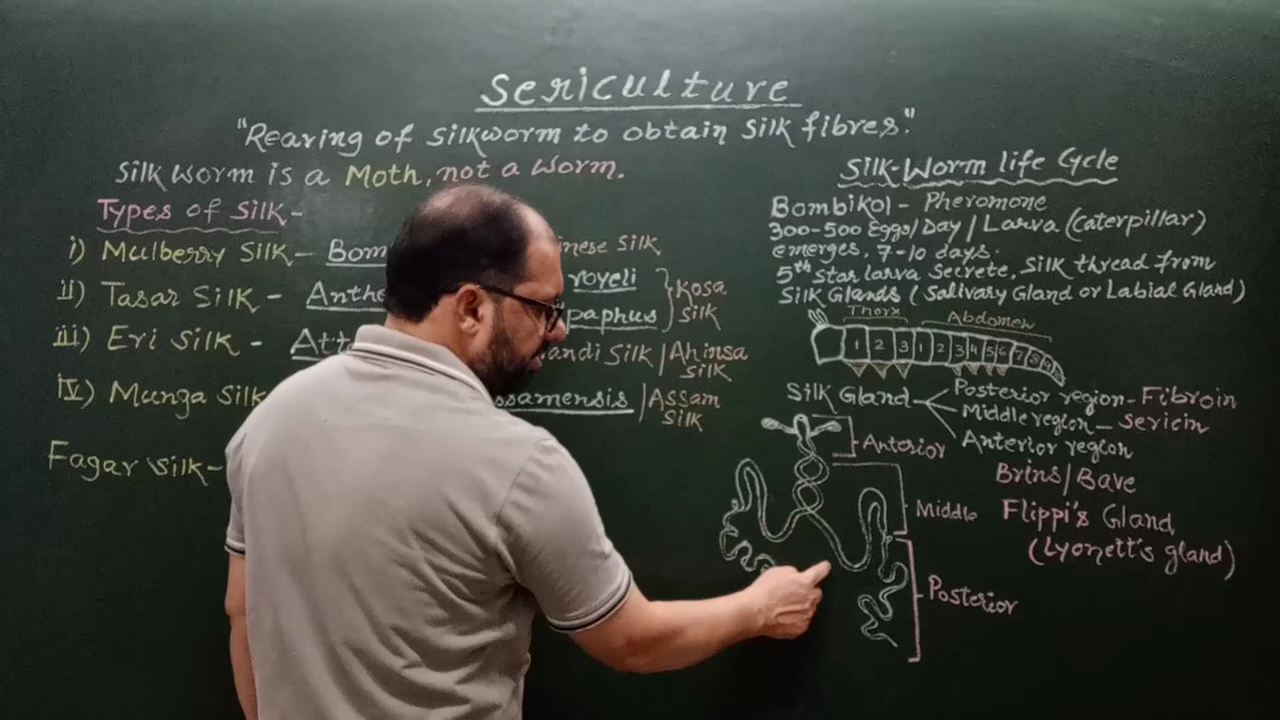 Sericulture
"Rearing of Silkworm to obtain Silk fibres."
Silk Worm is a Moth, not a Worm.
Types of Silk-
i) Mulberry Silk- Bom nese Silk
ii) Tasar Silk - Anthe royeli
paphus } Kosa Silk
iii) Eri Silk - Att andi Silk | Ahinsa Silk
iv) Munga Silk ssamensis | Assam Silk
Fagar Silk-
Silk-Worm life Cycle
Bombikol - Pheromone
300-500 Eggs/Day | Larva (Caterpillar)
emerges, 7-10 days.
5th Star larva Secrete, Silk thread from
Silk Glands (Salivary Gland or Labial Gland)
Thorx Abdomen
1 2 3 1 2 3 4 5 6 7 8 9
Silk Gland
Posterior region - Fibroin
Middle region - Sericin
Anterior region
Anterior
Brins/Bave
Middle
Flippi's Gland
(Lyonett's gland)
Posterior